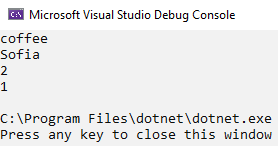 Microsoft Visual Studio Debug Console
coffee
Sofia
2
1
C:\Program Files\dotnet\dotnet.exe
Press any key to close this window